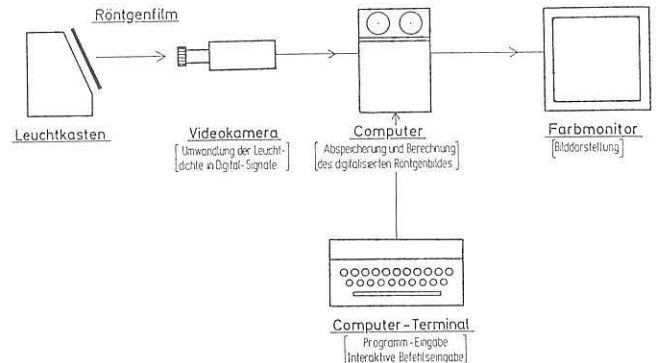 Röntgenfilm
Leuchtkasten
Videokamera
[Umwandlung der Leucht-
dichte in Digital-Signale]
Computer
[Abspeicherung und Berechnung
des digitalisierten Röntgenbildes]
Farbmonitor
[Bilddarstellung]
Computer-Terminal
[Programm-Eingabe
Interaktive Befehlseingabe]